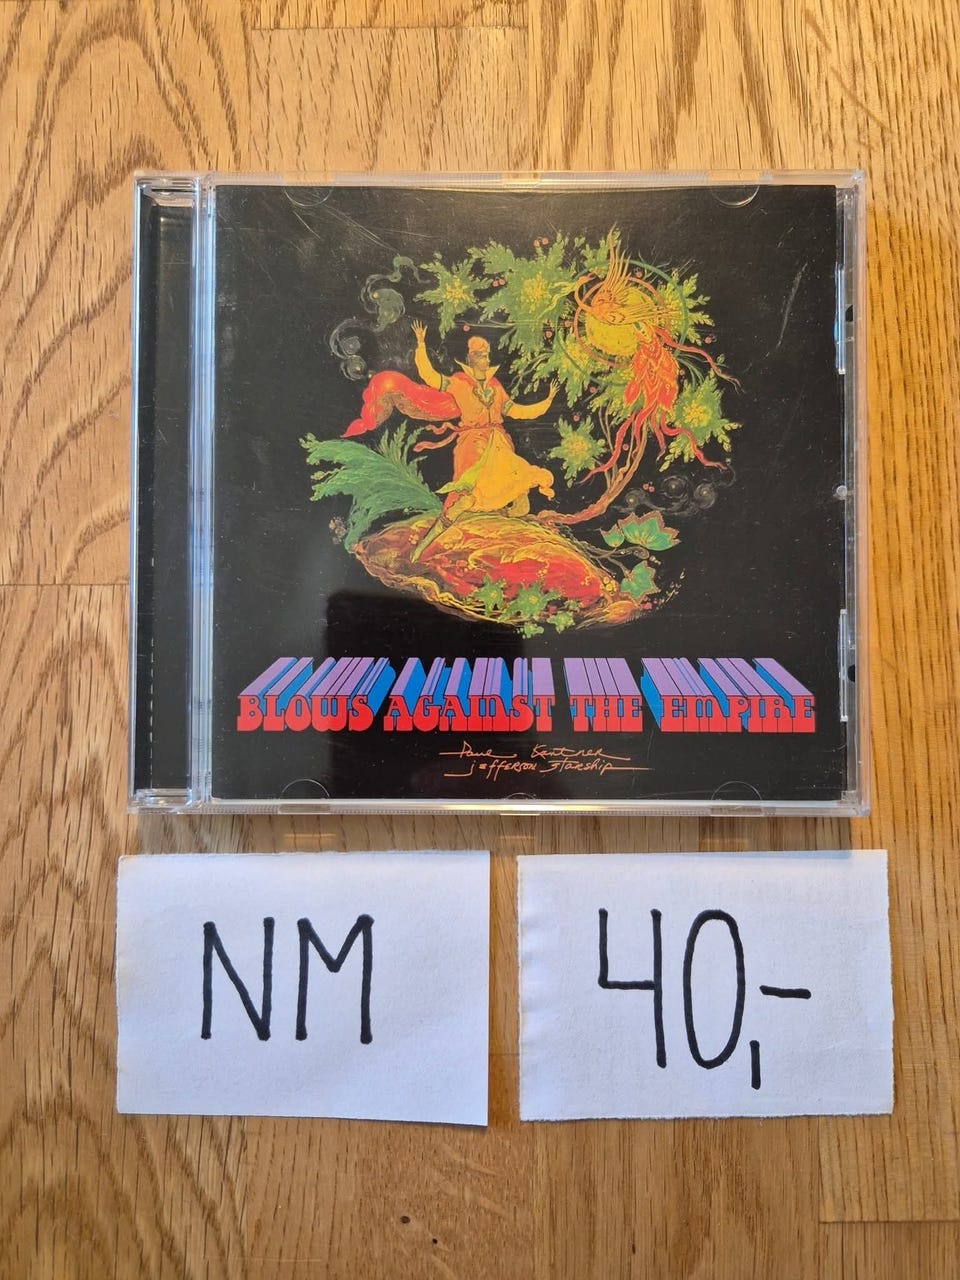 BLOWS AGAINST THE EMPIRE
Paul Kantner
jefferson starship
NM
40,-